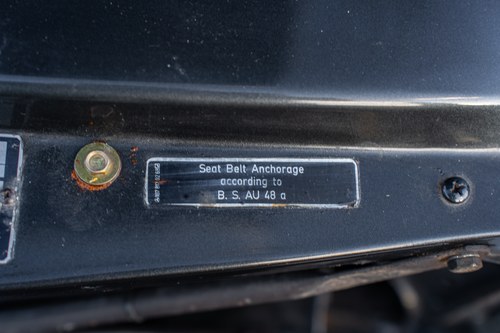 Seat Belt Anchorage
according to
B. S. AU 48 a